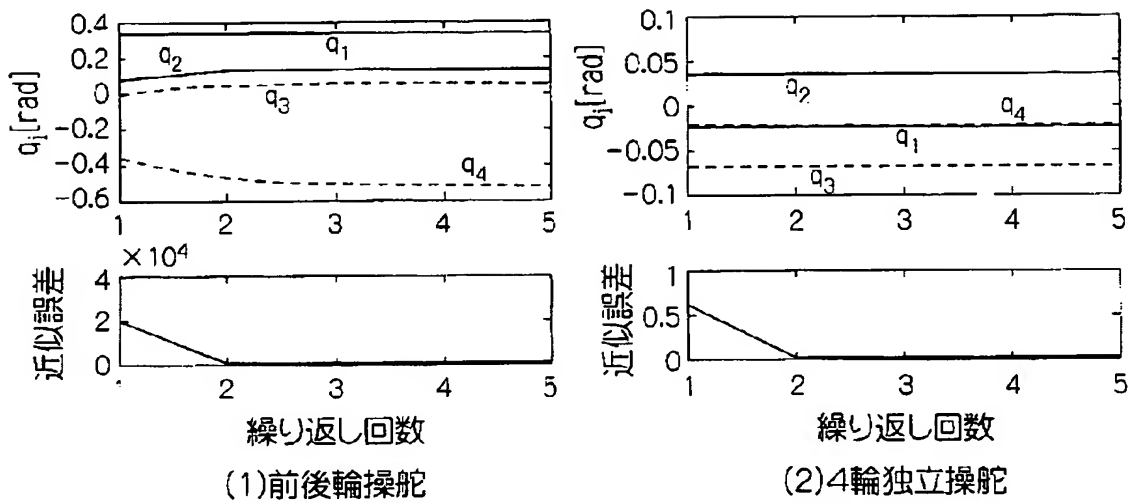 0.4
0.2
0
-0.2
-0.4
-0.6
qi[rad]
q1
q2
q3
q4
1 2 3 4 5
×10^4
4
2
0
近似誤差
1 2 3 4 5
繰り返し回数
(1)前後輪操舵
0.1
0.05
0
-0.05
-0.1
qi[rad]
q2
q4
q1
q3
1 2 3 4 5
1
0.5
0
近似誤差
1 2 3 4 5
繰り返し回数
(2)4輪独立操舵